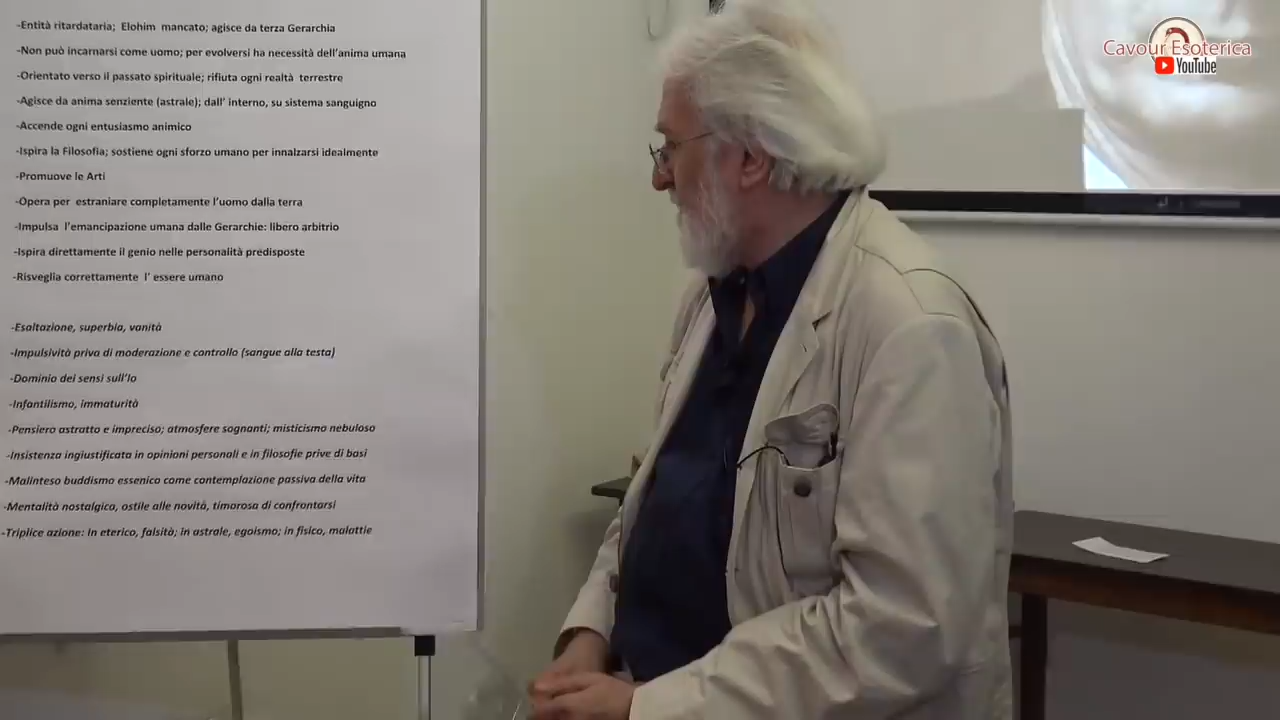 -Entità ritardataria; Elohim mancato; agisce da terza Gerarchia
-Non può incarnarsi come uomo; per evolversi ha necessità dell'anima umana
-Orientato verso il passato spirituale; rifiuta ogni realtà terrestre
-Agisce da anima senziente (astrale); dall' interno, su sistema sanguigno
-Accende ogni entusiasmo animico
-Ispira la Filosofia; sostiene ogni sforzo umano per innalzarsi idealmente
-Promuove le Arti
-Opera per estraniare completamente l'uomo dalla terra
-Impulsa l'emancipazione umana dalle Gerarchie: libero arbitrio
-Ispira direttamente il genio nelle personalità predisposte
-Risveglia correttamente l' essere umano
-Esaltazione, superbia, vanità
-Impulsività priva di moderazione e controllo (sangue alla testa)
-Dominio dei sensi sull'Io
-Infantilismo, immaturità
-Pensiero astratto e impreciso; atmosfere sognanti; misticismo nebuloso
-Insistenza ingiustificata in opinioni personali e in filosofie prive di basi
-Malinteso buddismo essenico come contemplazione passiva della vita
-Mentalità nostalgica, ostile alle novità, timorosa di confrontarsi
-Triplice azione: in eterico, falsità; in astrale, egoismo; in fisico, malattie
Cavour Esoterica
YouTube